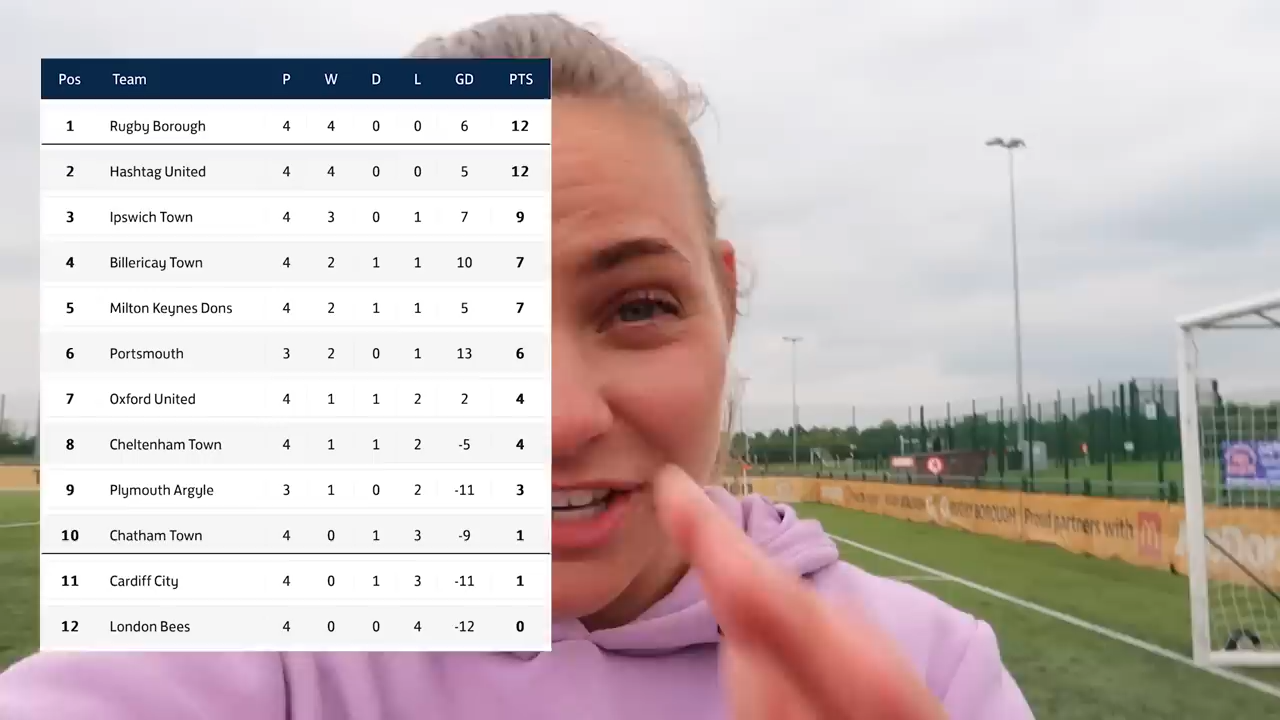 Pos Team P W D L GD PTS
1 Rugby Borough 4 4 0 0 6 12
2 Hashtag United 4 4 0 0 5 12
3 Ipswich Town 4 3 0 1 7 9
4 Billericay Town 4 2 1 1 10 7
5 Milton Keynes Dons 4 2 1 1 5 7
6 Portsmouth 3 2 0 1 13 6
7 Oxford United 4 1 1 2 2 4
8 Cheltenham Town 4 1 1 2 -5 4
9 Plymouth Argyle 3 1 0 2 -11 3
10 Chatham Town 4 0 1 3 -9 1
11 Cardiff City 4 0 1 3 -11 1
12 London Bees 4 0 0 4 -12 0
BOROUGH Proud partners with